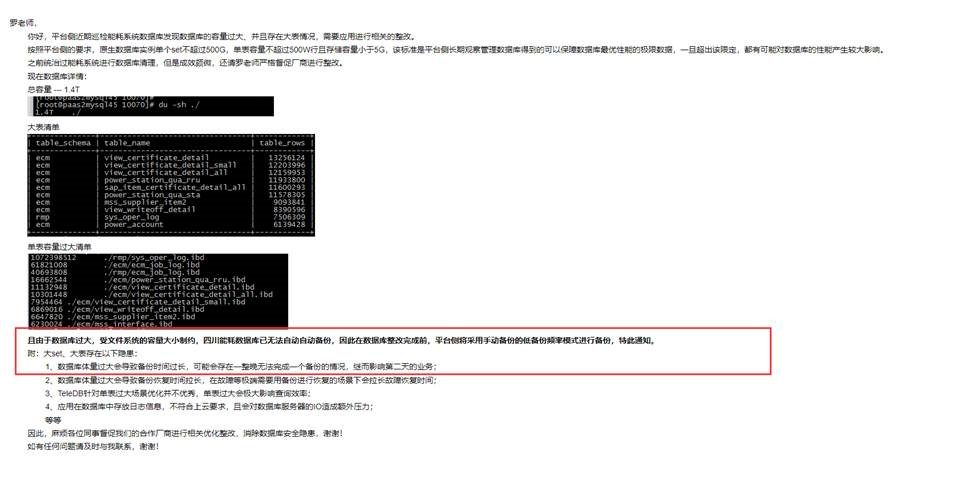 罗老师，
你好，平台侧近期巡检能耗系统数据库发现数据库的容量过大、并且存在大表情况，需要应用进行相关的整改。
按照平台侧的要求，原生数据库实例单个set不超过500G，单表容量不超过500W行且存储容量小于5G，该标准是平台侧长期观察管理数据库得到的可以保障数据库最优性能的极限数据，一旦超出该限定，都有可能对数据库的性能产生较大影响。
之前统治过能耗系统进行数据库清理，但是成效颇微，还请罗老师严格督促厂商进行整改。
现在数据库详情：
总容量 --- 1.4T
[root@paas2mysql45 10070]#
[root@paas2mysql45 10070]# du -sh ./
1.4T ./
大表清单
| table_schema | table_name | table_rows |
| ecm | view_certificate_detail | 13256124 |
| ecm | view_certificate_detail_small | 12203996 |
| ecm | view_certificate_detail_all | 12159953 |
| ecm | power_station_qua_rru | 11933800 |
| ecm | sap_item_certificate_detail_all | 11600293 |
| ecm | power_station_qua_sta | 11578305 |
| ecm | mss_supplier_item2 | 9093841 |
| ecm | view_writeoff_detail | 8390596 |
| rmp | sys_oper_log | 7506309 |
| ecm | power_account | 6139428 |
单表容量过大清单
1072398512 ./rmp/sys_oper_log.ibd
61821008 ./ecm/ecm_job_log.ibd
40693808 ./rmp/ecm_job_log.ibd
16662544 ./ecm/power_station_qua_rru.ibd
11132948 ./ecm/view_certificate_detail.ibd
10301448 ./ecm/view_certificate_detail_all.ibd
7954464 ./ecm/view_certificate_detail_small.ibd
6869016 ./ecm/view_writeoff_detail.ibd
6647820 ./ecm/mss_supplier_item2.ibd
6230024 ./ecm/mss_interface.ibd
且由于数据库过大，受文件系统的容量大小制约，四川能耗数据库已无法自动自动备份，因此在数据库整改完成前，平台侧将采用手动备份的低备份频率模式进行备份，特此通知。
附：大set、大表存在以下隐患：
1、数据库体量过大会导致备份时间过长，可能会存在一整晚无法完成一个备份的情况，继而影响第二天的业务；
2、数据库体量过大会导致备份恢复时间拉长，在故障等极端需要用备份进行恢复的场景下会拉长故障恢复时间；
3、TeleDB针对单表过大场景优化并不优秀，单表过大会极大影响查询效率；
4、应用在数据库中存放日志信息，不符合上云要求，且会对数据库服务器的IO造成额外压力；
等等
因此，麻烦各位同事督促我们的合作厂商进行相关优化整改，消除数据库安全隐患，谢谢！
如有任何问题请及时与我联系，谢谢！